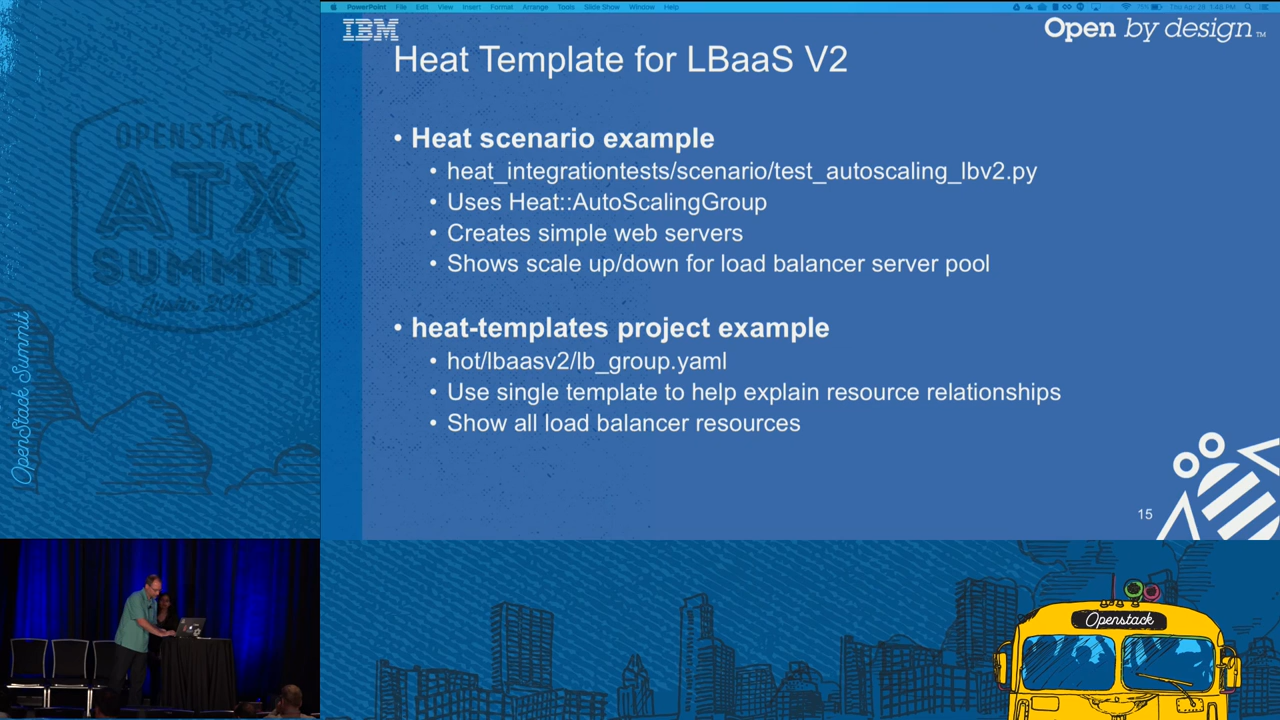 PowerPoint File Edit View Insert Format Arrange Tools Slide Show Window Help
IBM
Open by design™
Heat Template for LBaaS V2
• Heat scenario example
• heat_integrationtests/scenario/test_autoscaling_lbv2.py
• Uses Heat::AutoScalingGroup
• Creates simple web servers
• Shows scale up/down for load balancer server pool
• heat-templates project example
• hot/lbaasv2/lb_group.yaml
• Use single template to help explain resource relationships
• Show all load balancer resources
15
OPENSTACK
ATX
SUMMIT
Austin 2016
OpenStack Summit
Openstack